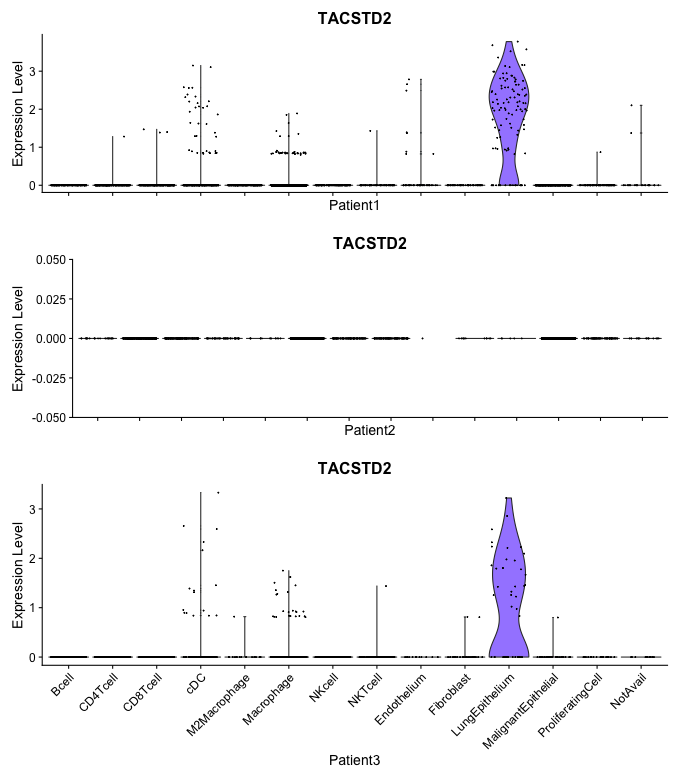 TACSTD2
Expression Level
3
2
1
0
Patient1
TACSTD2
Expression Level
0.050
0.025
0.000
-0.025
-0.050
Patient2
TACSTD2
Expression Level
3
2
1
0
Bcell
CD4Tcell
CD8Tcell
cDC
M2Macrophage
Macrophage
NKcell
NKTcell
Endothelium
Fibroblast
LungEpithelium
MalignantEpithelial
ProliferatingCell
NotAvail
Patient3